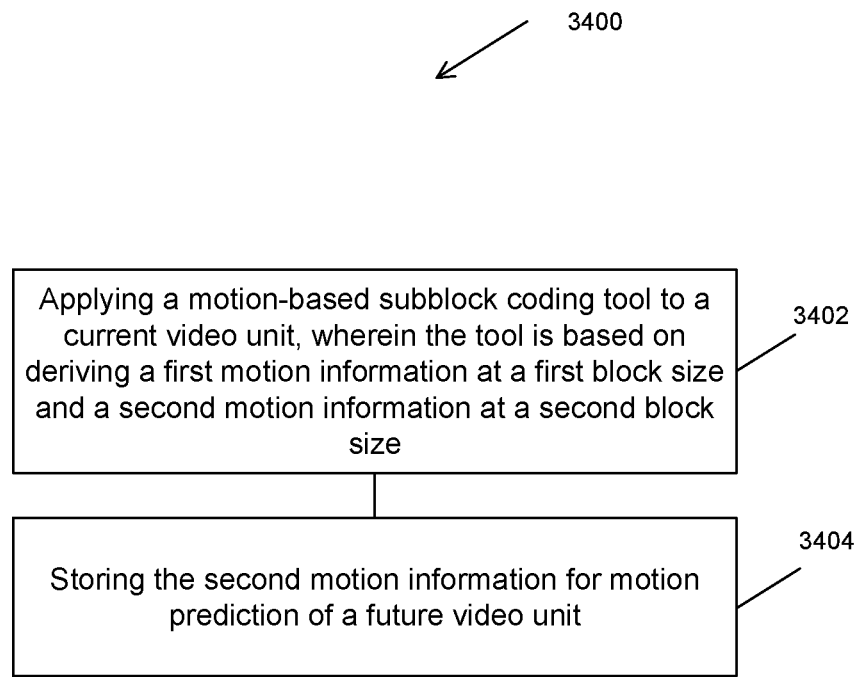 3400
Applying a motion-based subblock coding tool to a
current video unit, wherein the tool is based on
deriving a first motion information at a first block size
and a second motion information at a second block
size
3402
Storing the second motion information for motion
prediction of a future video unit
3404